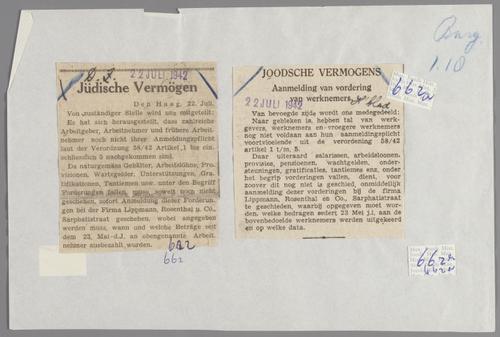 D. Z.
22 JULI 1942
Jüdische Vermögen
Den Haag, 22. Juli.
Von zuständiger Seite wird uns mitgeteilt:
Es hat sich herausgestellt, dass zahlreiche
Arbeitgeber, Arbeitnehmer und frühere Arbeit-
nehmer noch nicht ihrer Anmeldungspflicht
laut der Verordnung 58/42 Artikel 1 bis ein-
schliesslich 5 nachgekommen sind.
Da naturgemäss Gehälter, Arbeitslöhne, Pro-
visionen, Wartegelder, Unterstützungen, Gra-
tifikationen, Tantiemen usw. unter den Begriff
Forderungen fallen, muss, soweit noch nicht
geschehen, sofort Anmeldung dieser Forderun-
gen bei der Firma Lippmann, Rosenthal u. Co.,
Sarphatistraat geschehen, wobei angegeben
werden muss, wann und welche Beträge seit
dem 23. Mai d.J. an obengenannte Arbeit-
nehmer ausbezahlt wurden.
662
662
JOODSCHE VERMOGENS
Aanmelding van vordering
van werknemers
22 JULI 1942
Van bevoegde zijde wordt ons medegedeeld:
Naar gebleken is, hebben tal van werk-
gevers, werknemers en vroegere werknemers
nog niet voldaan aan hun aanmeldingsplicht
voortvloeiende uit de verordening 58/42
artikel 1 t/m. 5.
Daar uiteraard salarissen, arbeidsloonen,
provisies, pensioenen, wachtgelden, onder-
steuningen, gratificaties, tantièmes enz. onder
het begrip vorderingen vallen, dient, voor
zoover dit nog niet is geschied, onmiddellijk
aanmelding dezer vorderingen bij de firma
Lippmann, Rosenthal en Co., Sarphatistraat
te geschieden, waarbij opgegeven moet wor-
den, welke bedragen sedert 23 Mei j.l. aan de
bovenbedoelde werknemers werden uitgekeerd
en op welke data.
662a
662a
662a
1.10